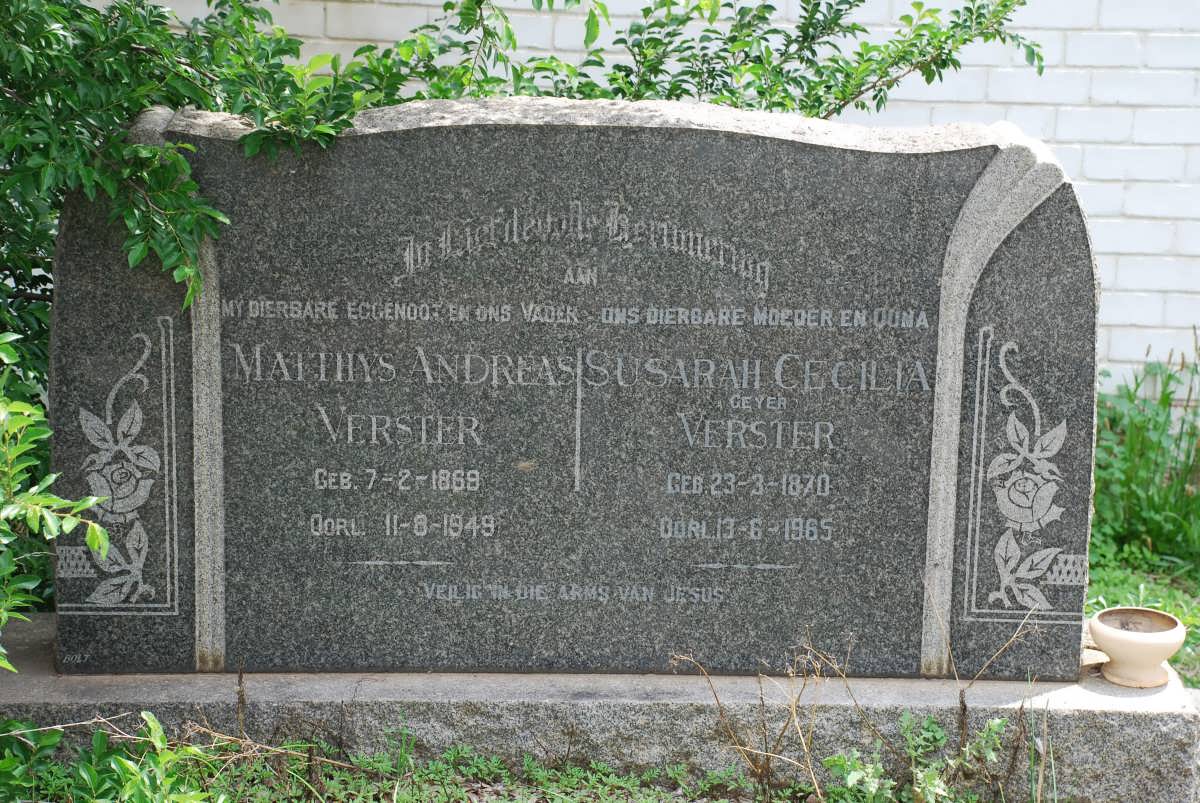 In Liefdevolle Herinnering
AAN
MY DIERBARE EGGENOOT EN ONS VADER
MATTHYS ANDREAS
VERSTER
GEB. 7-2-1869
OORL. 11-8-1949
ONS DIERBARE MOEDER EN OUMA
SUSARAH CECILIA
GEYER
VERSTER
GEB. 23-3-1870
OORL. 13-6-1965
VEILIG IN DIE ARMS VAN JESUS
BOLT